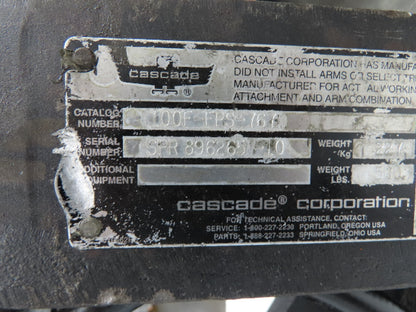 cascade
CASCADE CORPORATION HAS MANUFA
DID NOT INSTALL ARMS OR SELECT
MANUFACTURED FOR ACTUAL WORKING
ATTACHMENT AND ARM COMBINATION
CATALOG
NUMBER
SERIAL
NUMBER
WEIGHT
Kg
ADDITIONAL
EQUIPMENT
WEIGHT
LBS.
cascade® corporation
FOR TECHNICAL ASSISTANCE, CONTACT:
SERVICE: 1-800-227-2230 PORTLAND, OREGON USA
PARTS: 1-888-227-2233 SPRINGFIELD, OHIO USA